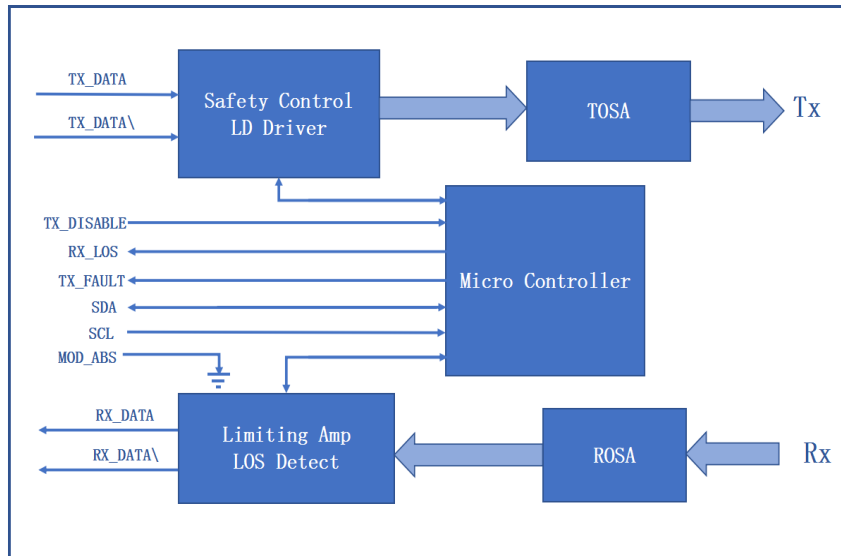 TX_DATA
TX_DATA\
Safety Control
LD Driver
TOSA
Tx
TX_DISABLE
RX_LOS
TX_FAULT
SDA
SCL
MOD_ABS
Micro Controller
RX_DATA
RX_DATA\
Limiting Amp
LOS Detect
ROSA
Rx